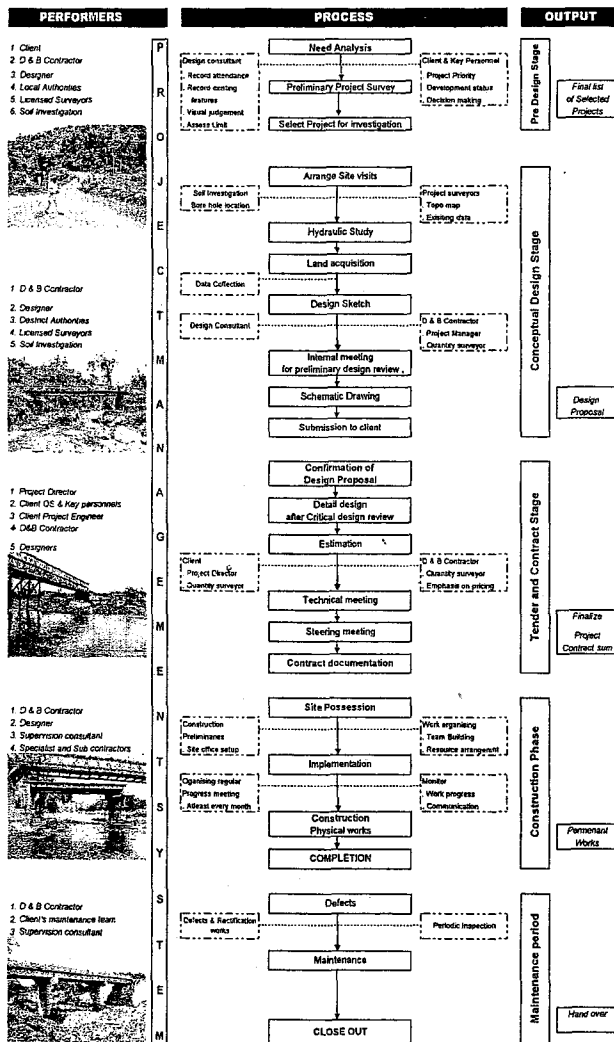 PERFORMERS
PROCESS
OUTPUT
PROJECT MANAGEMENT SYSTEM
1 Client
2. D & B Contractor
3. Designer
4. Local Authorities
5. Licensed Surveyors
6. Soil Investigation
Need Analysis
Design consultant
Record attendance
Record existing
features
Visual judgement
Assess Limit
Client & Key Personnel
Project Priority
Development status
Decision making
Preliminary Project Survey
Select Project for investigation
Pre Design Stage
Final list
of Selected
Projects
1 D & B Contractor
2. Designer
3. District Authorities
4. Licensed Surveyors
5. Soil Investigation
Arrange Site visits
Soil Investigation
Bore hole location
Project surveyors
Topo map
Existing data
Hydraulic Study
Land acquisition
Data Collection
Design Sketch
Design Consutant
D & B Contractor
Project Manager
Quantity surveyor
Internal meeting
for preliminary design review
Schematic Drawing
Submission to client
Conceptual Design Stage
Design
Proposal
1 Project Director
2. Client OS & Key personnels
3 Client Project Engineer
4 D&B Contractor
5 Designers
Confirmation of
Design Proposal
Detail design
after Critical design review
Estimation
Client
Project Director
Quantity surveyor
D & B Contractor
Quantity surveyor
Emphasis on pricing
Technical meeting
Steering meeting
Contract documentation
Tender and Contract Stage
Finalize
Project
Contract sum
1. D & B Contractor
2. Designer
3. Supervision consultant
4. Specialist and Sub contractors
Site Possession
Construction
Preliminaries
Site office setup
Work organising
Team Building
Resource arrangement
Implementation
Oganising regular
Progress meeting
Atleast every month
Monitor
Work progress
Communication
Construction
Physical works
COMPLETION
Construction Phase
Permenant
Works
1. D & B Contractor
2. Client's maintenance team
3 Supervision consultant
Defects
Defects & Rectification
works
Periodic Inspection
Maintenance
CLOSE OUT
Maintenance period
Hand over